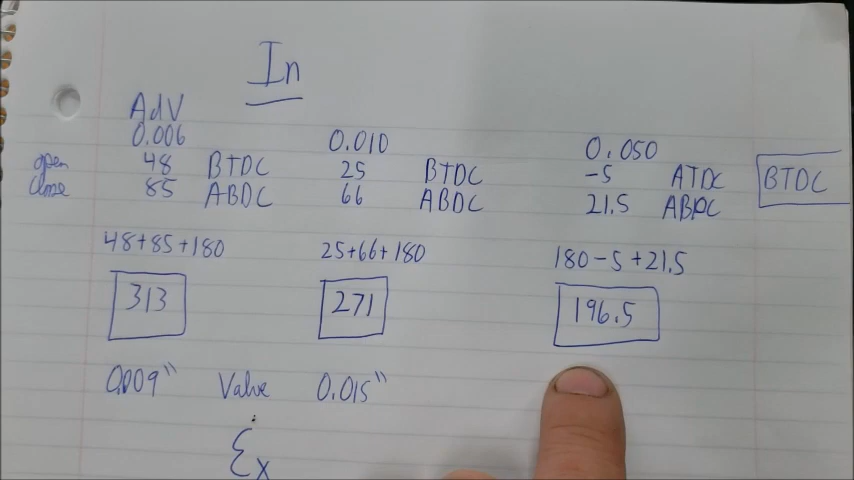 In
Adv
0.006 0.010 0.050
open 48 BTDC 25 BTDC -5 ATDC BTDC
close 85 ABDC 66 ABDC 21.5 ABDC
48+85+180 25+66+180 180-5+21.5
313 271 196.5
0.009" Valve 0.015"
Ex